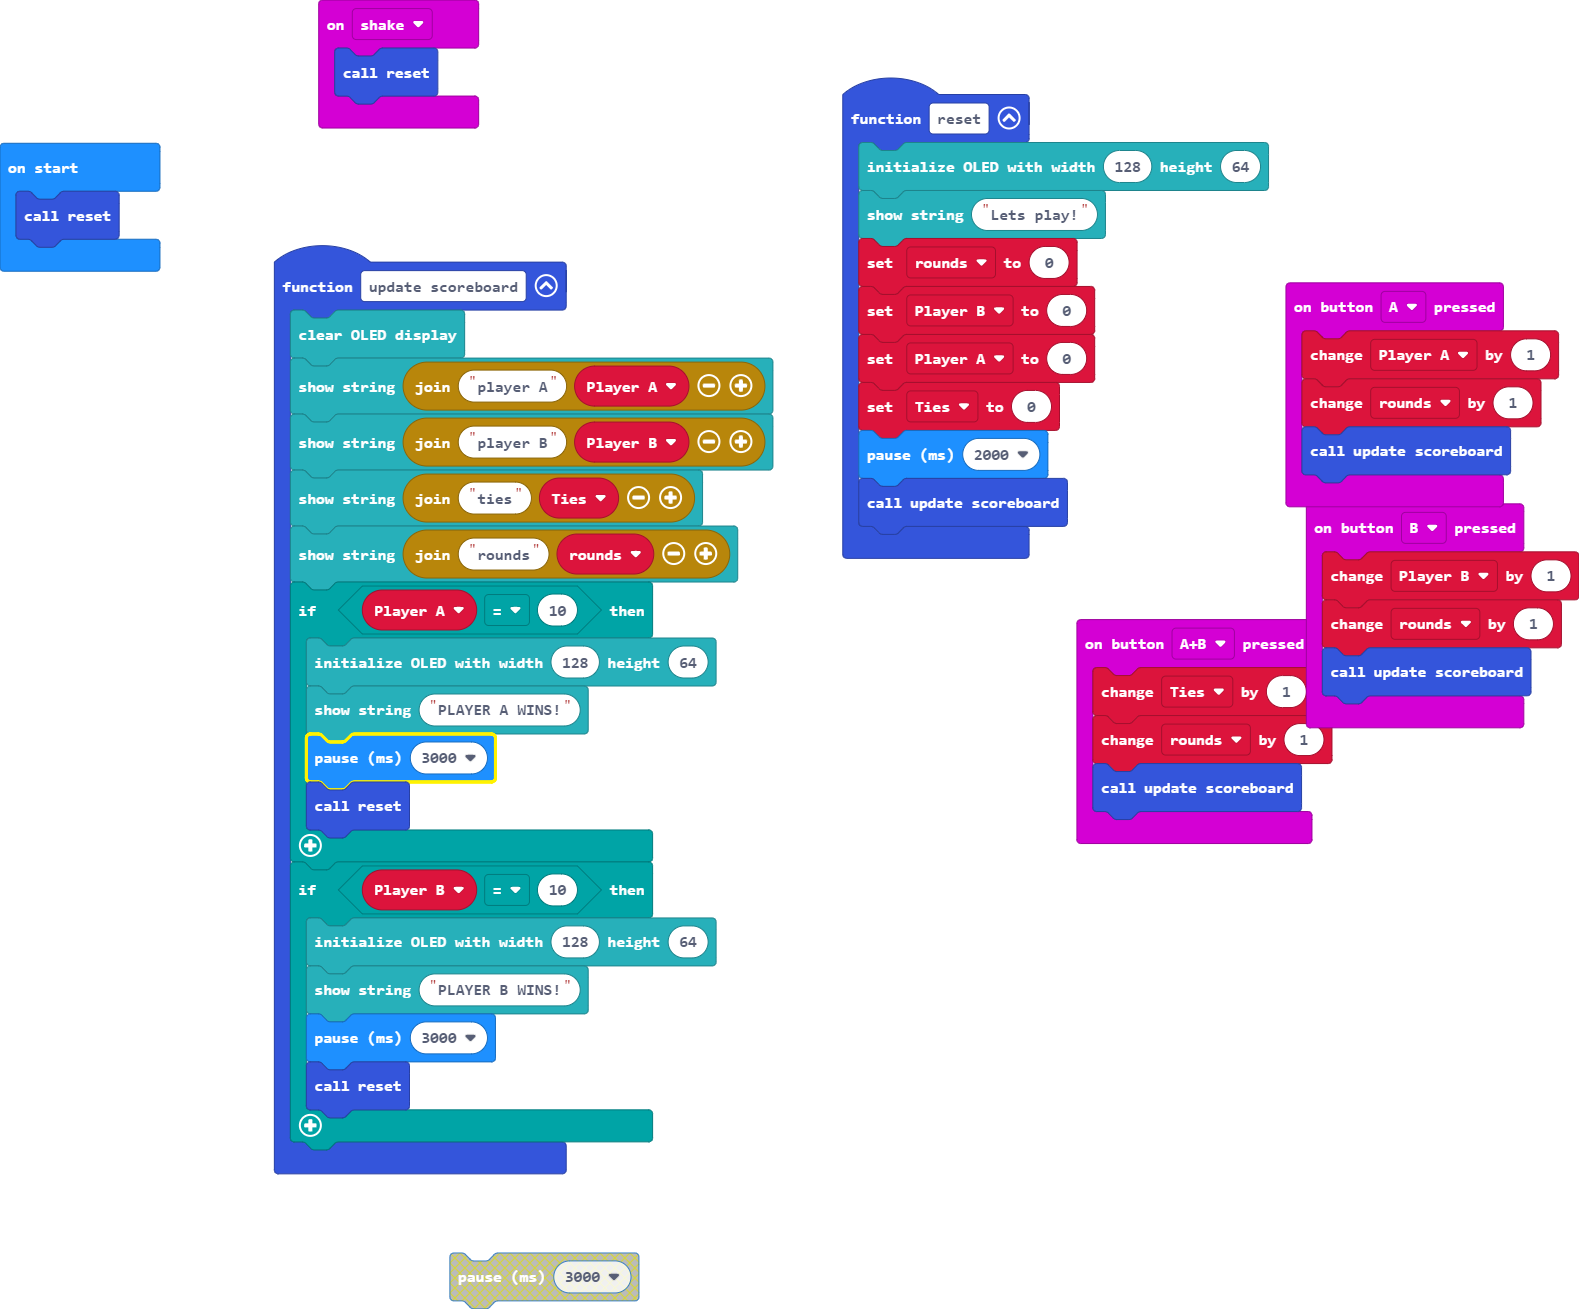 on shake
call reset
on start
call reset
function update scoreboard
clear OLED display
show string join "player A" Player A
show string join "player B" Player B
show string join "ties" Ties
show string join "rounds" rounds
if Player A = 10 then
initialize OLED with width 128 height 64
show string "PLAYER A WINS!"
pause (ms) 3000
call reset
if Player B = 10 then
initialize OLED with width 128 height 64
show string "PLAYER B WINS!"
pause (ms) 3000
call reset
pause (ms) 3000
function reset
initialize OLED with width 128 height 64
show string "Lets play!"
set rounds to 0
set Player B to 0
set Player A to 0
set Ties to 0
pause (ms) 2000
call update scoreboard
on button A pressed
change Player A by 1
change rounds by 1
call update scoreboard
on button B pressed
change Player B by 1
change rounds by 1
call update scoreboard
on button A+B pressed
change Ties by 1
change rounds by 1
call update scoreboard